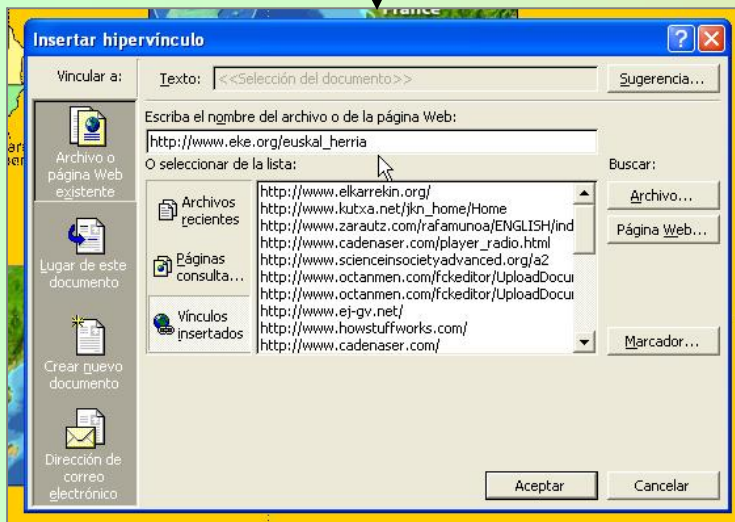 France
Insertar hipervínculo
Vincular a:
Texto: <<Selección del documento>>
Sugerencia...
Archivo o
página Web
existente
Lugar de este
documento
Crear nuevo
documento
Dirección de
correo
electrónico
Escriba el nombre del archivo o de la página Web:
http://www.eke.org/euskal_herria
O seleccionar de la lista:
Archivos
recientes
Páginas
consulta...
Vínculos
insertados
http://www.elkarrekin.org/
http://www.kutxa.net/jkn_home/Home
http://www.zarautz.com/rafamunoa/ENGLISH/ind
http://www.cadenaser.com/player_radio.html
http://www.scienceinsocietyadvanced.org/a2
http://www.octanmen.com/fckeditor/UploadDocur
http://www.octanmen.com/fckeditor/UploadDocur
http://www.ej-gv.net/
http://www.howstuffworks.com/
http://www.cadenaser.com/
Buscar:
Archivo...
Página Web...
Marcador...
Aceptar
Cancelar